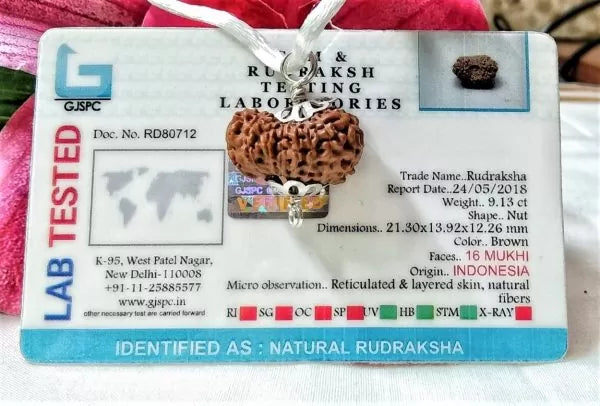 G
GJSPC
RUDRAKSH
TESTING
Doc. No. RD80712
LAB TESTED
GJSPC
VERIFIED
Trade Name..Rudraksha
Report Date..24/05/2018
Weight.. 9.13 ct
Shape.. Nut
Dimensions.. 21.30x13.92x12.26 mm
Color.. Brown
Faces.. 16 MUKHI
Origin.. INDONESIA
Micro observation.. Reticulated & layered skin, natural
fibers
K-95, West Patel Nagar,
New Delhi-110008
+91-11-25885577
www.gjspc.in
other necessary test are carried forward
RI SG OC SP UV HB STM X-RAY
IDENTIFIED AS : NATURAL RUDRAKSHA